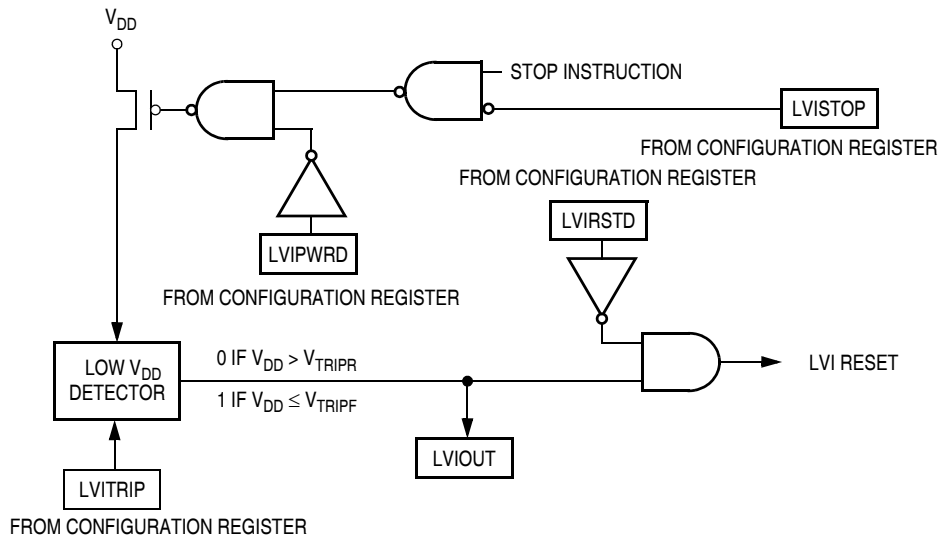 VDD
STOP INSTRUCTION
LVISTOP
FROM CONFIGURATION REGISTER
FROM CONFIGURATION REGISTER
LVIRSTD
LVIPWRD
FROM CONFIGURATION REGISTER
LOW VDD
DETECTOR
0 IF VDD > VTRIPR
1 IF VDD ≤ VTRIPF
LVI RESET
LVIOUT
LVITRIP
FROM CONFIGURATION REGISTER